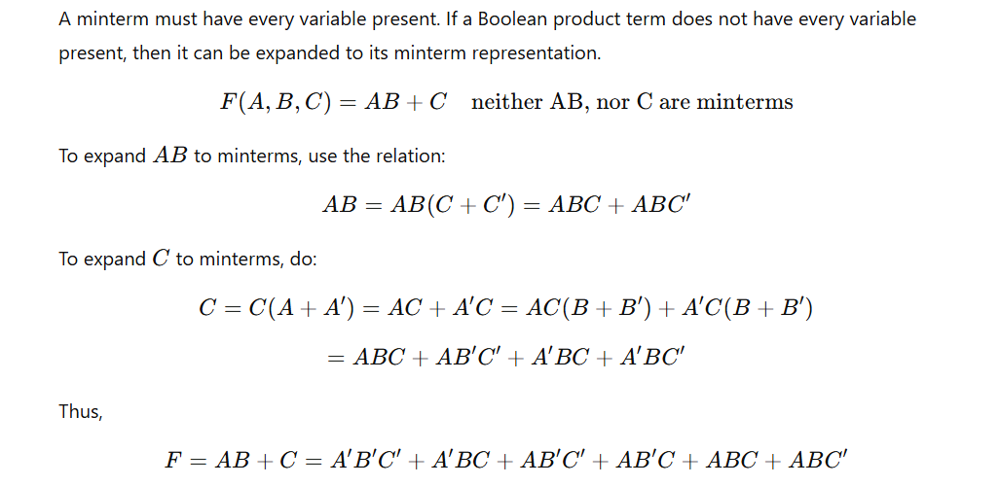 A minterm must have every variable present. If a Boolean product term does not have every variable
present, then it can be expanded to its minterm representation.
F(A, B, C) = AB + C neither AB, nor C are minterms
To expand AB to minterms, use the relation:
AB = AB(C + C′) = ABC + ABC′
To expand C to minterms, do:
C = C(A + A′) = AC + A′C = AC(B + B′) + A′C(B + B′)
= ABC + AB′C′ + A′BC + A′BC′
Thus,
F = AB + C = A′B′C′ + A′BC + AB′C′ + AB′C + ABC + ABC′